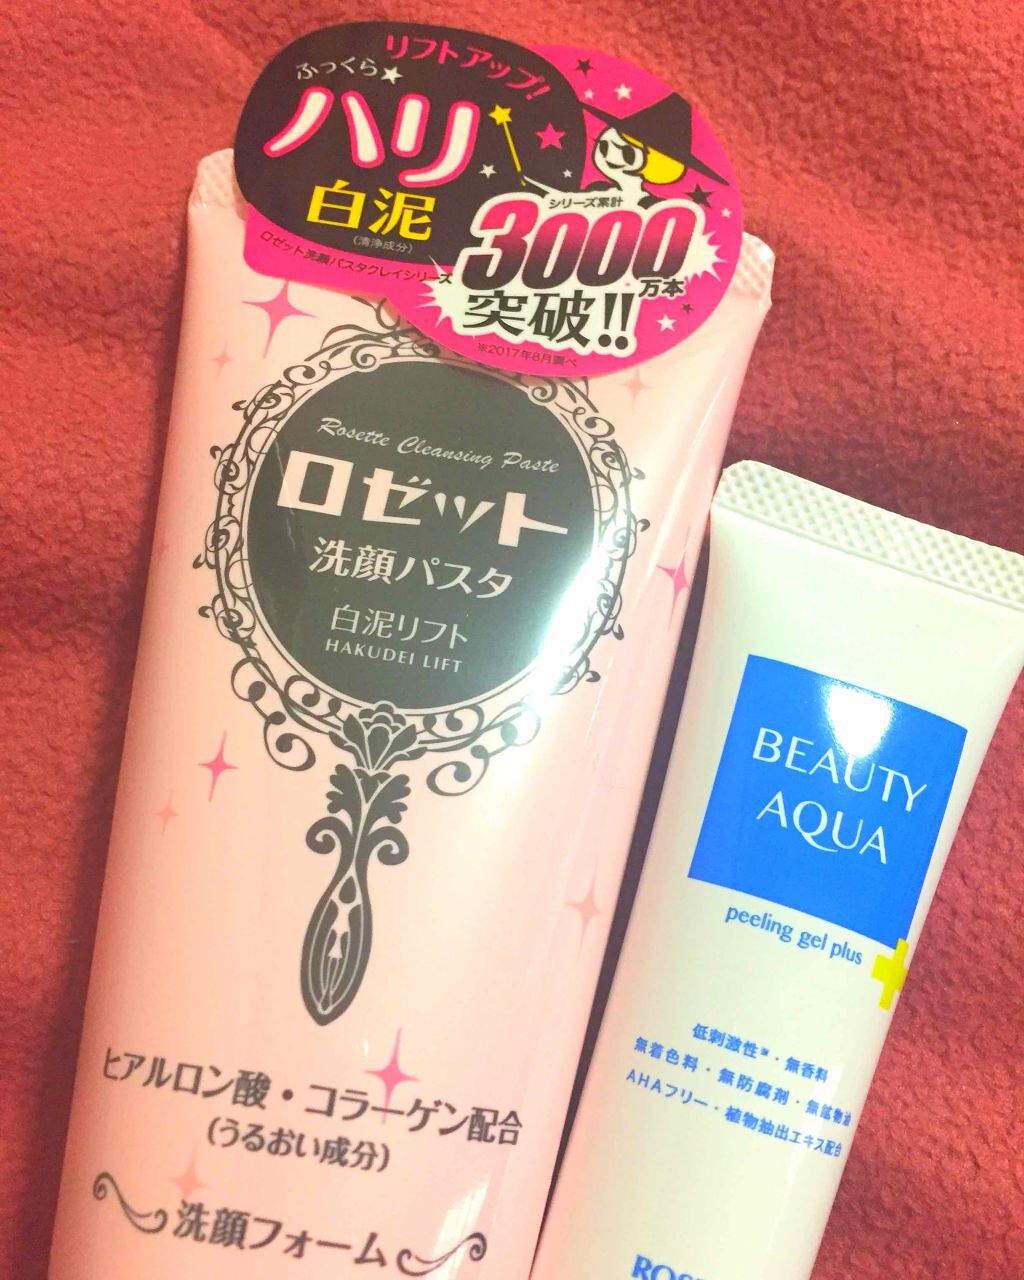 リフトアップ!
ふっくら★
ハリ
白泥
(清浄成分)
ロゼット洗顔パスタクレイシリーズ
シリーズ累計
3000
万本
突破!!
※2017年8月調べ
Rosette Cleansing Paste
ロゼット
洗顔パスタ
白泥リフト
HAKUDEI LIFT
ヒアルロン酸・コラーゲン配合
(うるおい成分)
洗顔フォーム
BEAUTY
AQUA
peeling gel plus
+
低刺激性※・無香料
無着色料・無防腐剤・無鉱物油
AHAフリー・植物抽出エキス配合